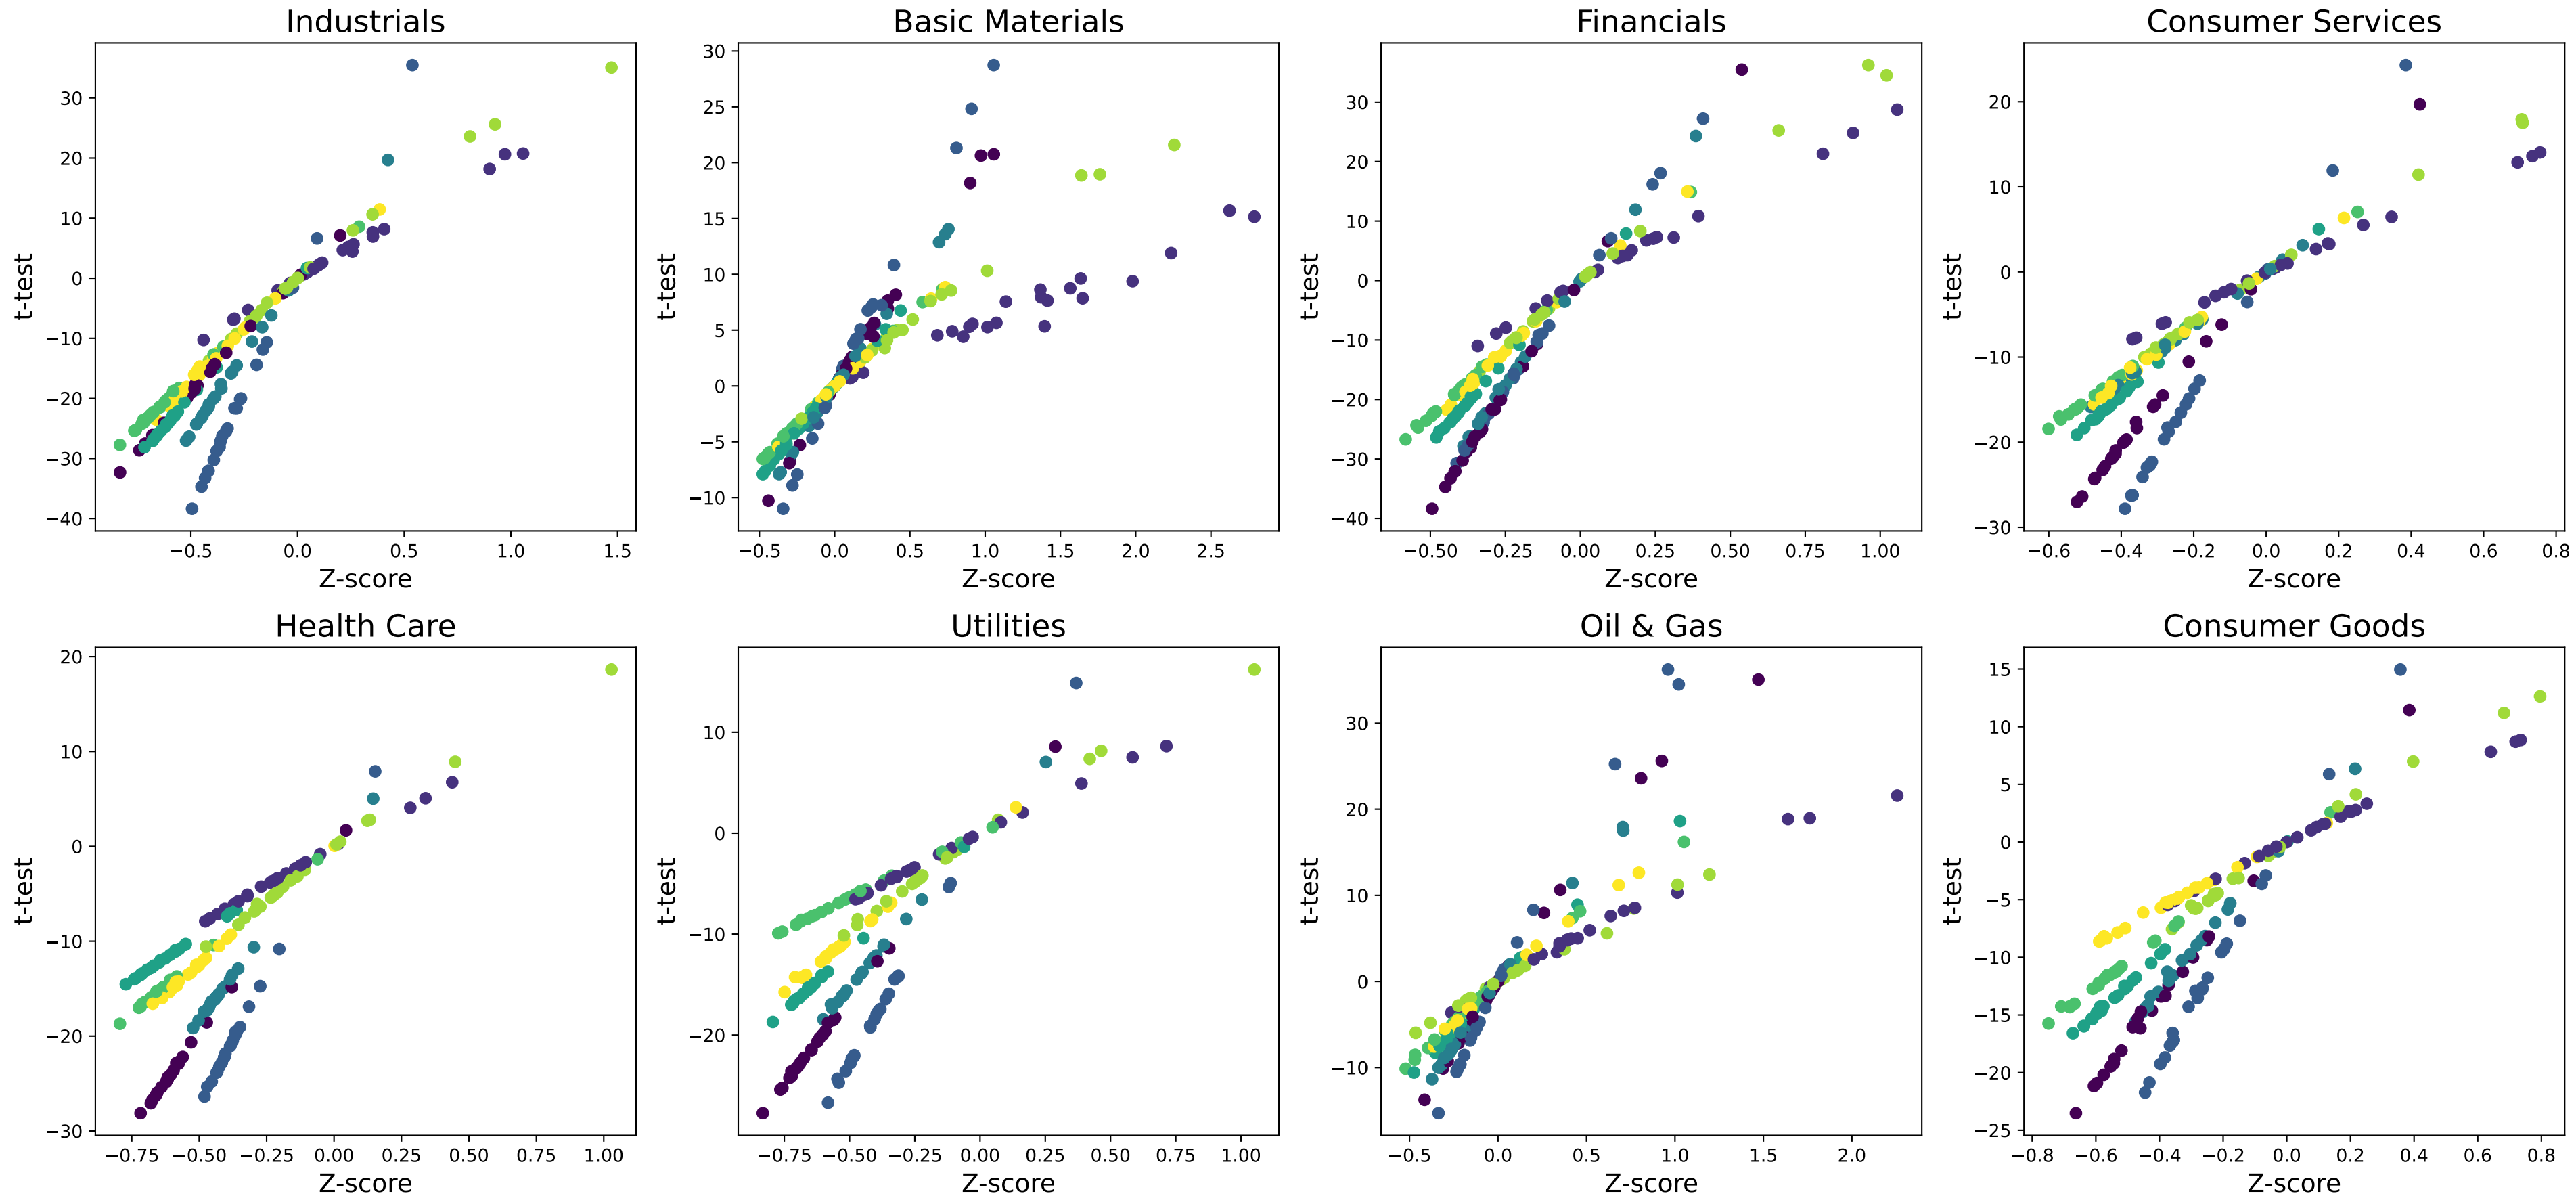 Industrials
t-test
30
20
10
0
−10
−20
−30
−40
−0.5 0.0 0.5 1.0 1.5
Z-score
Basic Materials
t-test
30
25
20
15
10
5
0
−5
−10
−0.5 0.0 0.5 1.0 1.5 2.0 2.5
Z-score
Financials
t-test
30
20
10
0
−10
−20
−30
−40
−0.50 −0.25 0.00 0.25 0.50 0.75 1.00
Z-score
Consumer Services
t-test
20
10
0
−10
−20
−30
−0.6 −0.4 −0.2 0.0 0.2 0.4 0.6 0.8
Z-score
Health Care
t-test
20
10
0
−10
−20
−30
−0.75 −0.50 −0.25 0.00 0.25 0.50 0.75 1.00
Z-score
Utilities
t-test
10
0
−10
−20
−0.75 −0.50 −0.25 0.00 0.25 0.50 0.75 1.00
Z-score
Oil & Gas
t-test
30
20
10
0
−10
−0.5 0.0 0.5 1.0 1.5 2.0
Z-score
Consumer Goods
t-test
15
10
5
0
−5
−10
−15
−20
−25
−0.8 −0.6 −0.4 −0.2 0.0 0.2 0.4 0.6 0.8
Z-score